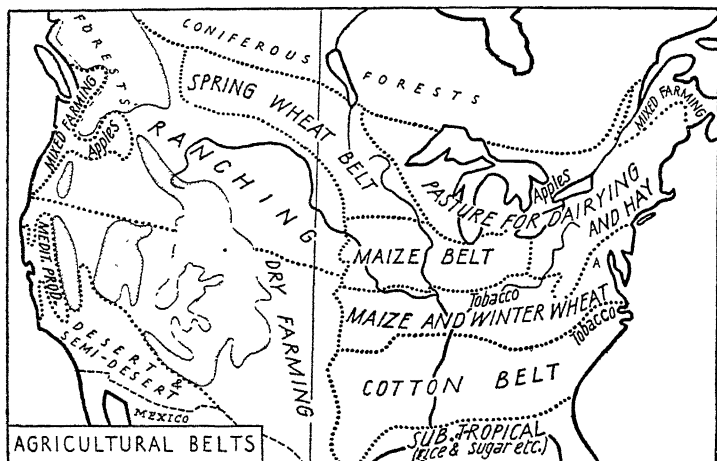 CONIFEROUS
FORESTS
FORESTS
SPRING WHEAT
BELT
MIXED FARMING
MIXED FARMING
Apples
RANCHING
Apples
PASTURE FOR DAIRYING
AND HAY
MEDIT. PROD.
MAIZE BELT
A
DRY FARMING
Tobacco
MAIZE AND WINTER WHEAT
Tobacco
DESERT &
SEMI-DESERT
COTTON BELT
MEXICO
SUB.TROPICAL
(rice & sugar etc.)
AGRICULTURAL BELTS